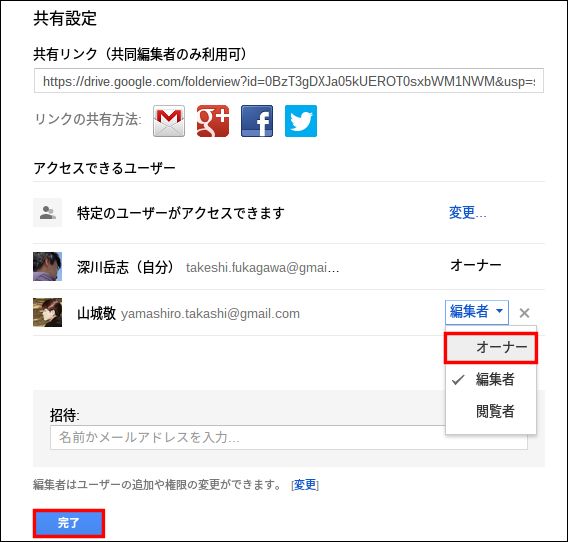 共有設定
共有リンク（共同編集者のみ利用可）
https://drive.google.com/folderview?id=0BzT3gDXJa05kUEROT0sxbWM1NWM&usp=s
リンクの共有方法:
アクセスできるユーザー
特定のユーザーがアクセスできます 変更...
深川岳志（自分） takeshi.fukagawa@gmai... オーナー
山城敬 yamashiro.takashi@gmail.com 編集者
オーナー
編集者
閲覧者
招待:
名前かメールアドレスを入力...
編集者はユーザーの追加や権限の変更ができます。 [変更]
完了